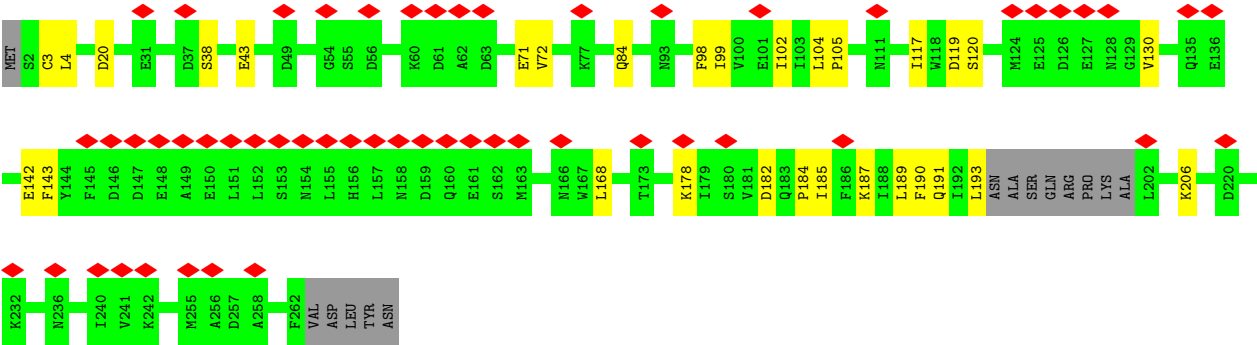 MET S2 C3 L4 D20 E31 D37 S38 E43 D49 G54 S55 D56 K60 D61 A62 D63 E71 V72 K77 Q84 N93 F98 I99 V100 E101 I102 I103 L104 P105 N111 I117 W118 D119 S120 M124 E125 D126 E127 N128 G129 V130 Q135 E136
E142 F143 Y144 F145 D146 D147 E148 A149 E150 L151 L152 S153 N154 L155 H156 L157 N158 D159 Q160 E161 S162 M163 N166 W167 L168 T173 K178 I179 S180 V181 D182 Q183 P184 I185 F186 K187 I188 L189 F190 Q191 I192 L193 ASN ALA SER GLN ARG PRO LYS ALA L202 K206 D220
K232 N236 I240 V241 K242 M255 A256 D257 A258 F262 VAL ASP LEU TYR ASN